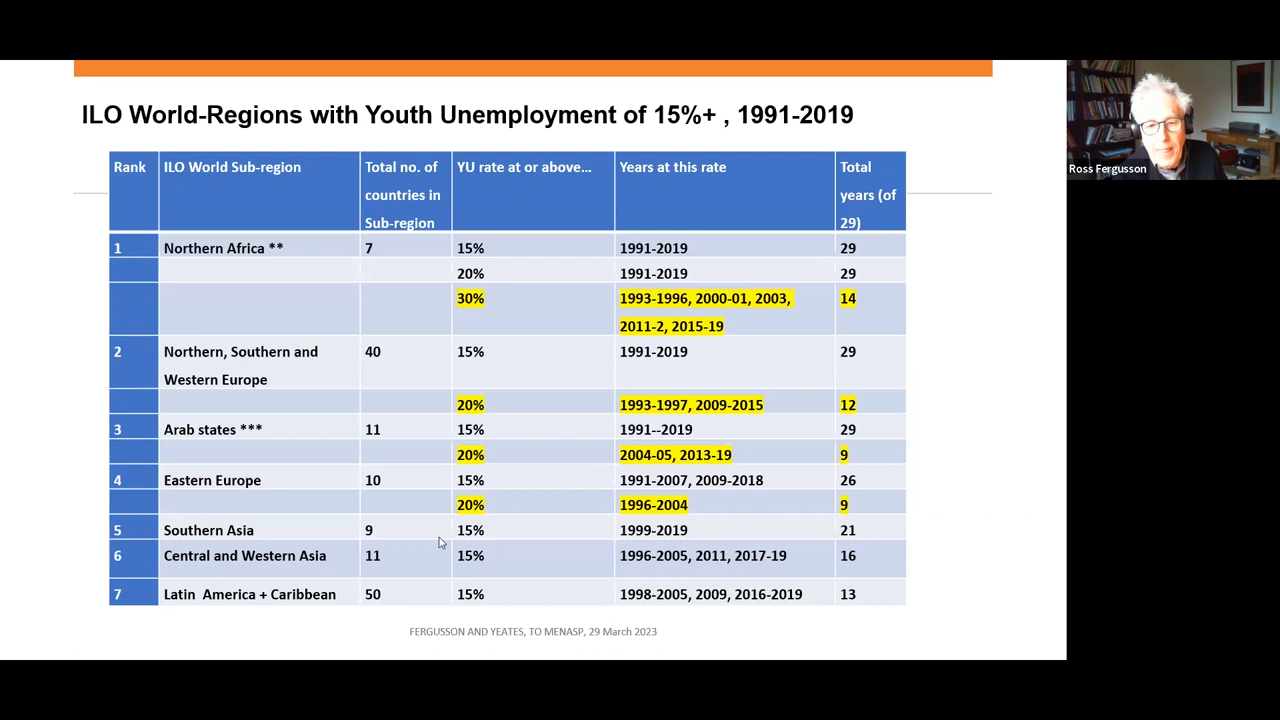 ILO World-Regions with Youth Unemployment of 15%+ , 1991-2019
Rank ILO World Sub-region Total no. of countries in Sub-region YU rate at or above… Years at this rate Total years (of 29)
1 Northern Africa ** 7 15% 1991-2019 29
20% 1991-2019 29
30% 1993-1996, 2000-01, 2003, 2011-2, 2015-19 14
2 Northern, Southern and Western Europe 40 15% 1991-2019 29
20% 1993-1997, 2009-2015 12
3 Arab states *** 11 15% 1991--2019 29
20% 2004-05, 2013-19 9
4 Eastern Europe 10 15% 1991-2007, 2009-2018 26
20% 1996-2004 9
5 Southern Asia 9 15% 1999-2019 21
6 Central and Western Asia 11 15% 1996-2005, 2011, 2017-19 16
7 Latin America + Caribbean 50 15% 1998-2005, 2009, 2016-2019 13
FERGUSSON AND YEATES, TO MENASP, 29 March 2023
Ross Fergusson